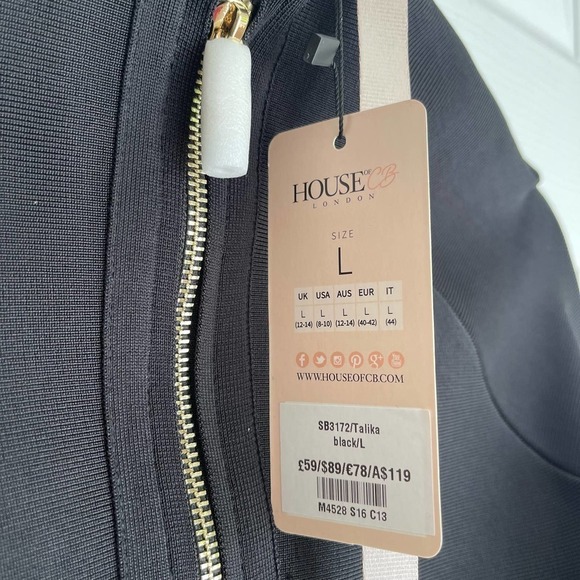 HOUSE OF CB
LONDON
SIZE
L
UK USA AUS EUR IT
L L L L L
(12-14) (8-10) (12-14) (40-42) (44)
WWW.HOUSEOFCB.COM
SB3172/Talika
black/L
£59/$89/€78/A$119
M4528 S16 C13